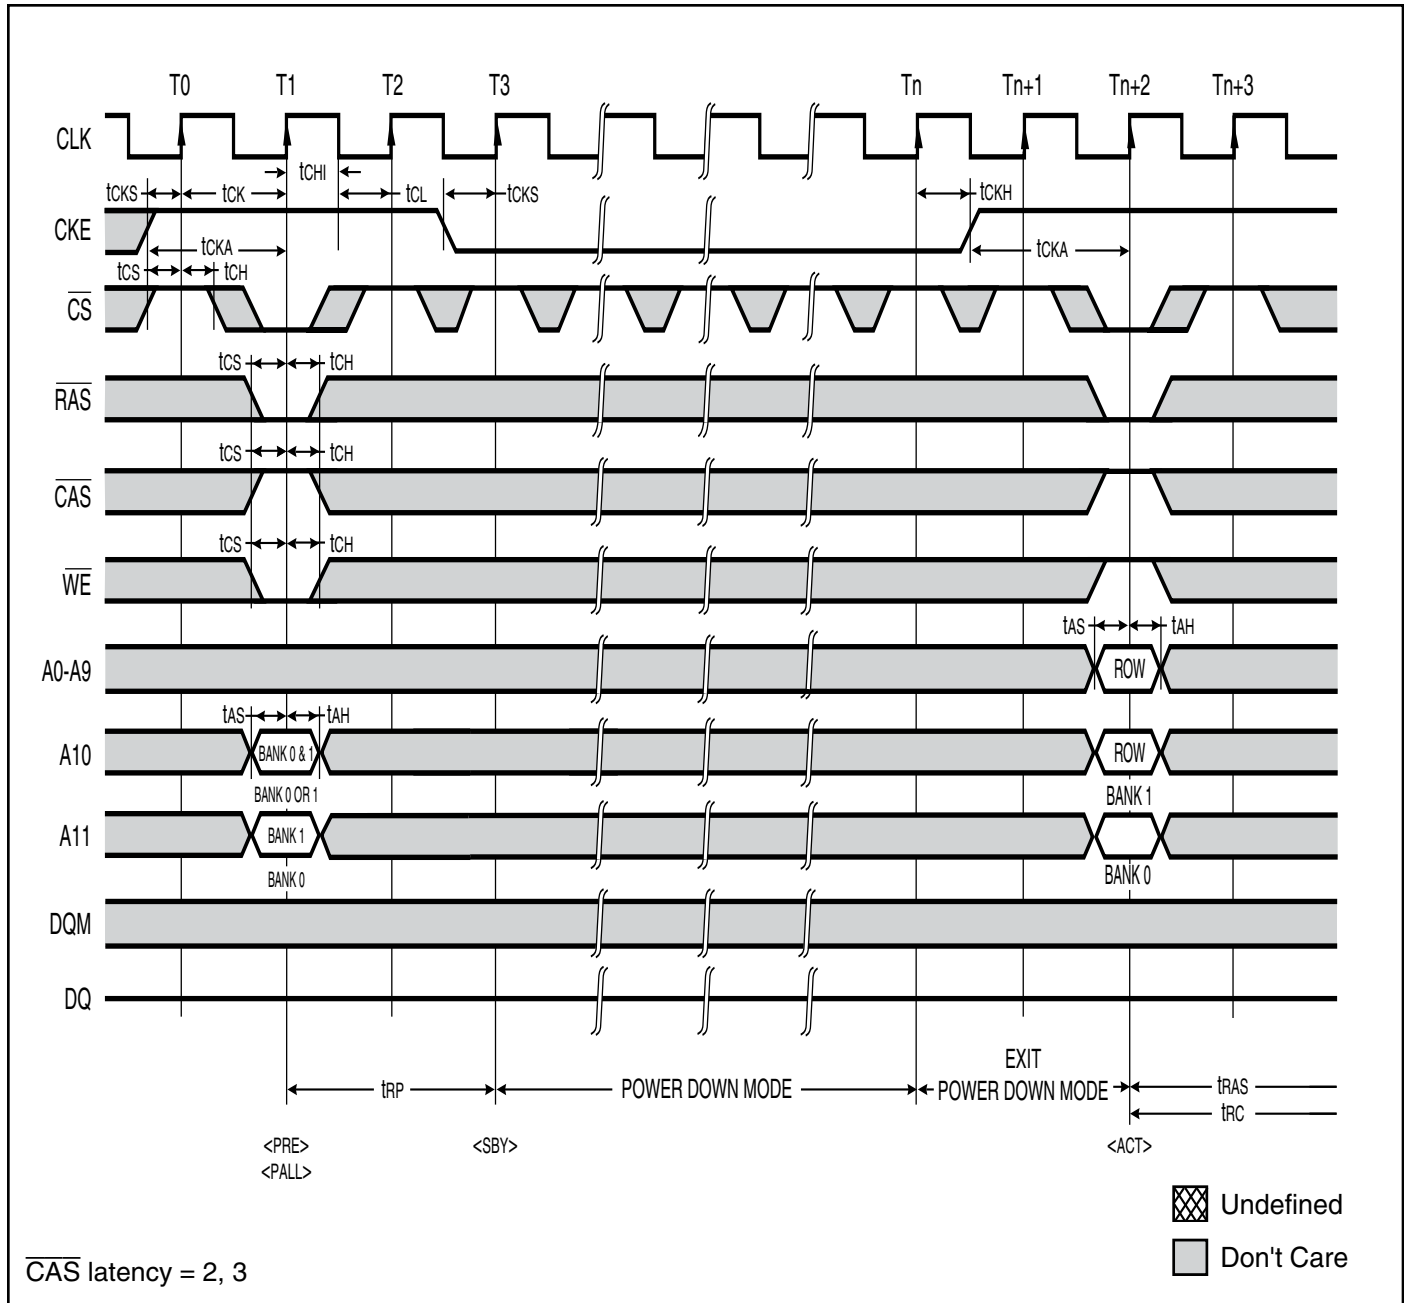 T0 T1 T2 T3 Tn Tn+1 Tn+2 Tn+3
CLK
tCHI
tCKS tCK tCL tCKS tCKH
CKE
tCKA tCKA
tCS tCH
CS
tCS tCH
RAS
tCS tCH
CAS
tCS tCH
WE
tAS tAH
A0-A9 ROW
tAS tAH
A10 BANK 0 & 1 ROW
BANK 0 OR 1 BANK 1
A11 BANK 1
BANK 0 BANK 0
DQM
DQ
EXIT
tRP POWER DOWN MODE POWER DOWN MODE tRAS
tRC
<PRE> <SBY> <ACT>
<PALL>
Undefined
Don't Care
CAS latency = 2, 3